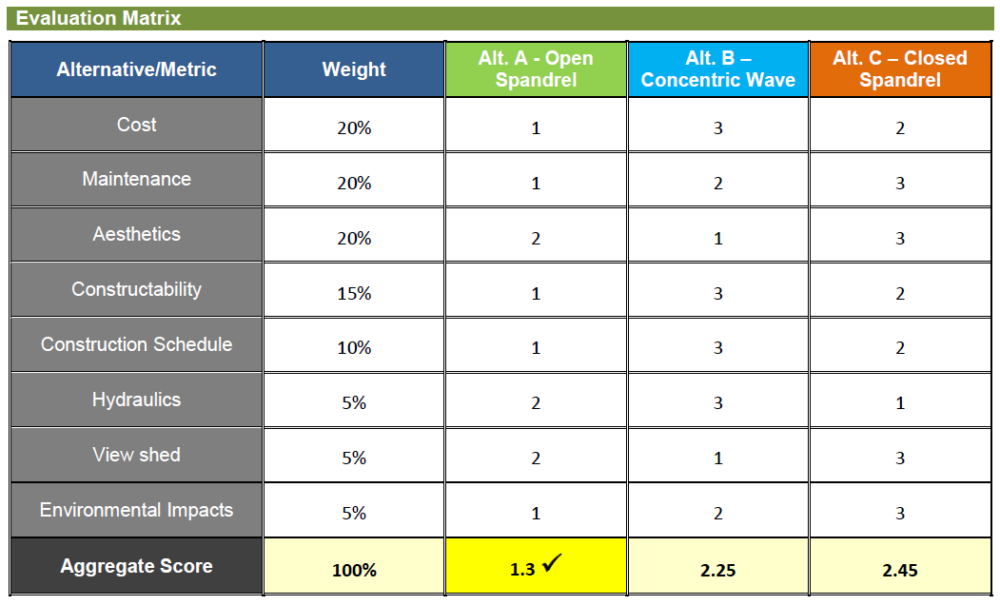 Evaluation Matrix
Alternative/Metric Weight Alt. A - Open Spandrel Alt. B – Concentric Wave Alt. C – Closed Spandrel
Cost 20% 1 3 2
Maintenance 20% 1 2 3
Aesthetics 20% 2 1 3
Constructability 15% 1 3 2
Construction Schedule 10% 1 3 2
Hydraulics 5% 2 3 1
View shed 5% 2 1 3
Environmental Impacts 5% 1 2 3
Aggregate Score 100% 1.3 ✓ 2.25 2.45